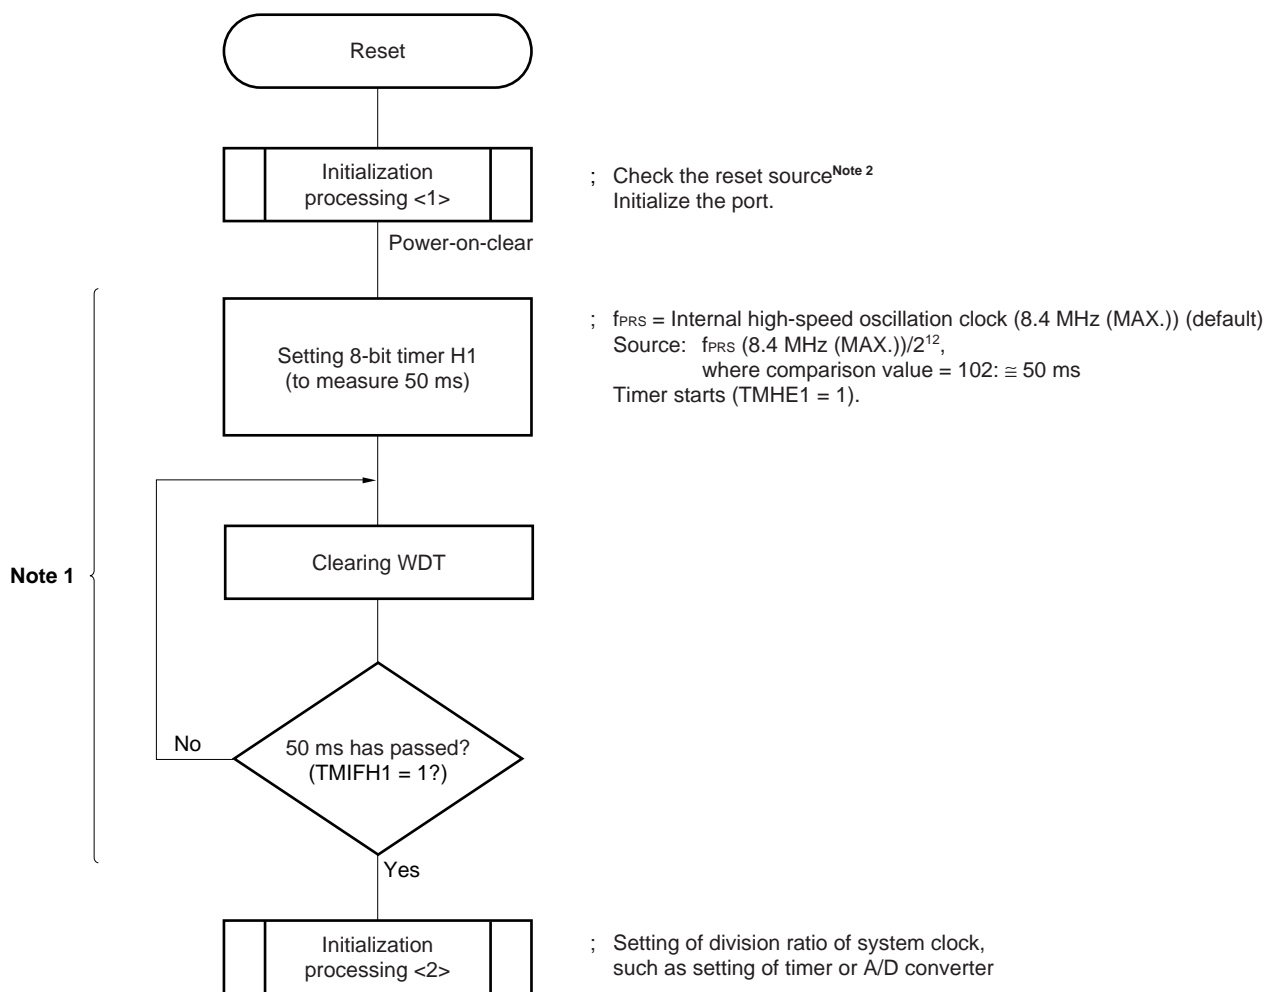 Reset
Initialization
processing <1>
; Check the reset sourceNote 2
Initialize the port.
Power-on-clear
Setting 8-bit timer H1
(to measure 50 ms)
; fPRS = Internal high-speed oscillation clock (8.4 MHz (MAX.)) (default)
Source: fPRS (8.4 MHz (MAX.))/2¹²,
where comparison value = 102: ≅ 50 ms
Timer starts (TMHE1 = 1).
Clearing WDT
Note 1
No
50 ms has passed?
(TMIFH1 = 1?)
Yes
Initialization
processing <2>
; Setting of division ratio of system clock,
such as setting of timer or A/D converter